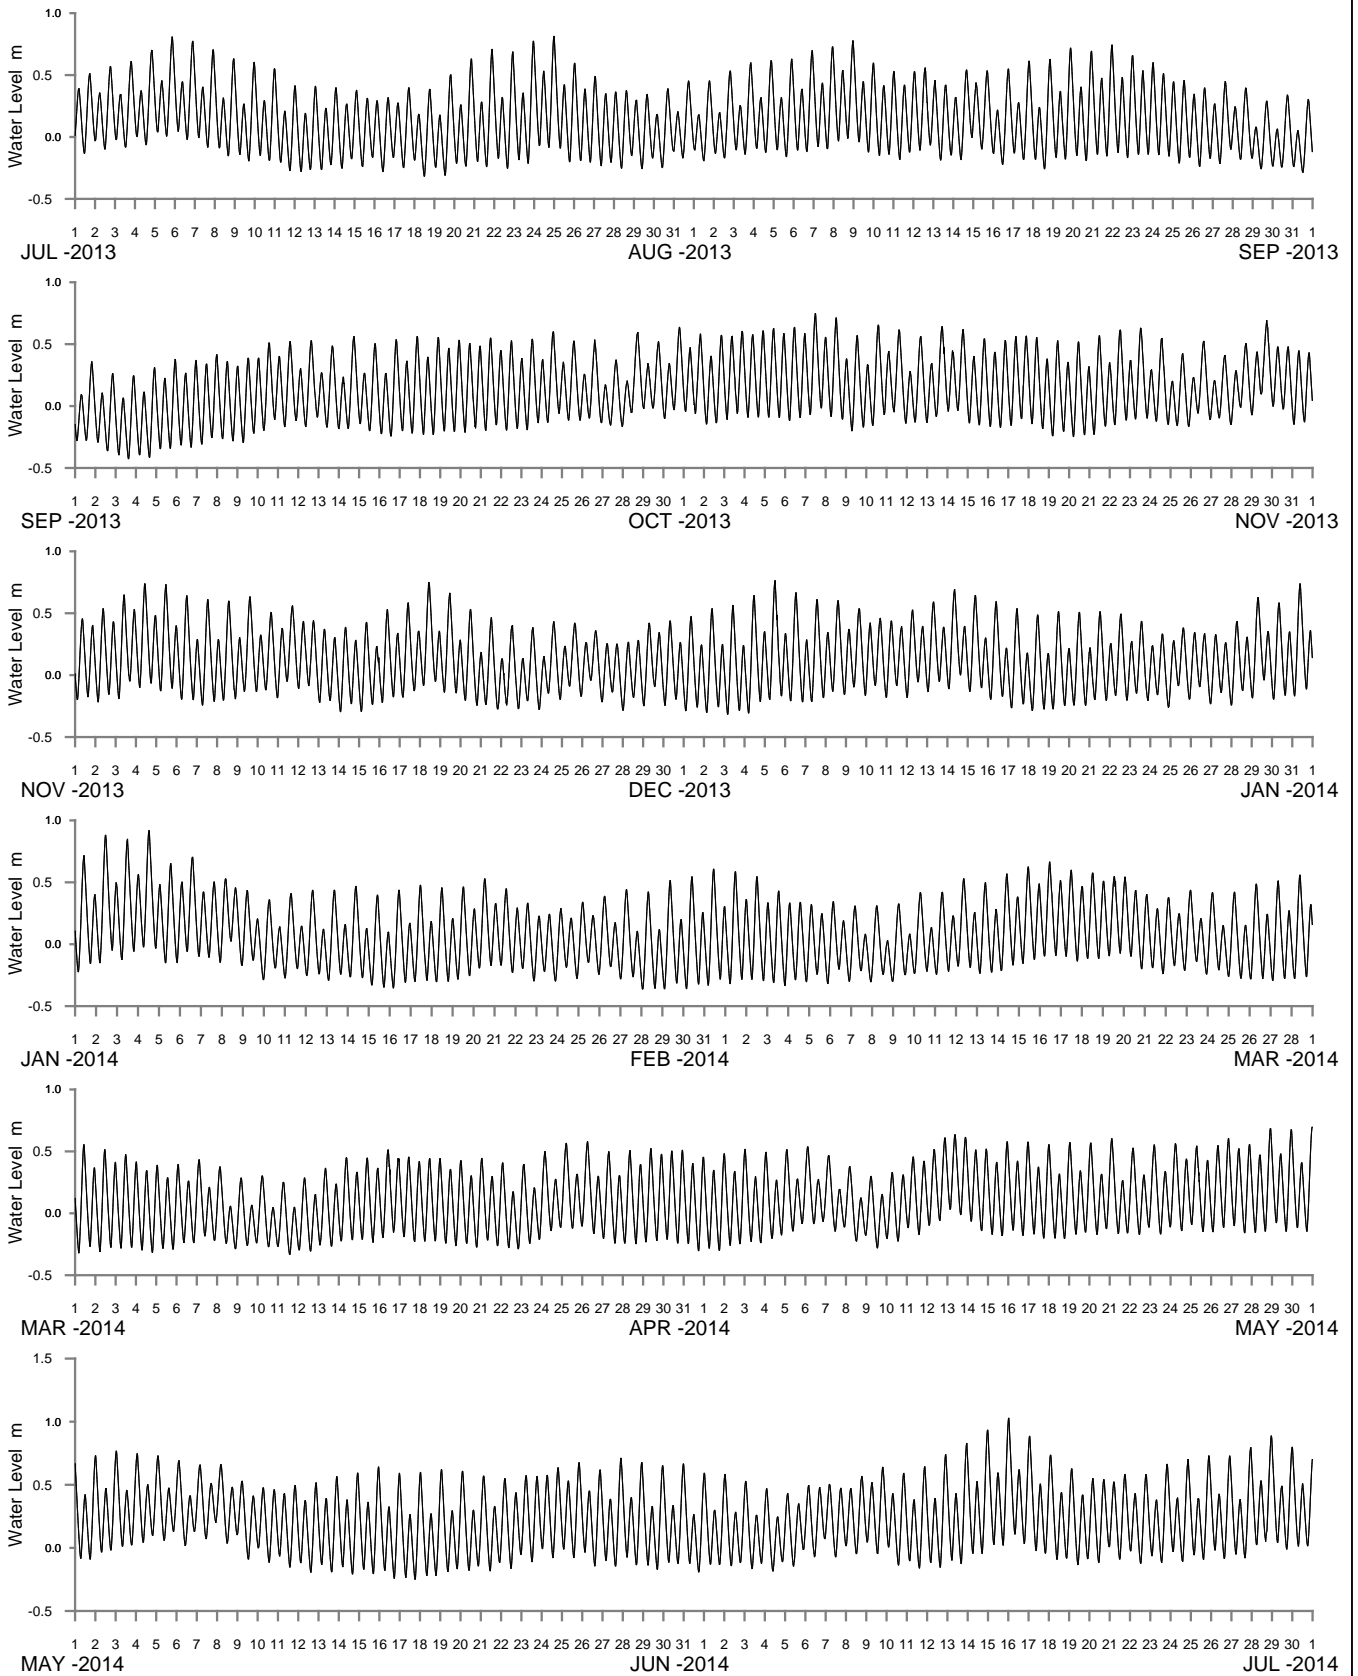 1.0
0.5
0.0
-0.5
Water Level m
1 2 3 4 5 6 7 8 9 10 11 12 13 14 15 16 17 18 19 20 21 22 23 24 25 26 27 28 29 30 31 1 2 3 4 5 6 7 8 9 10 11 12 13 14 15 16 17 18 19 20 21 22 23 24 25 26 27 28 29 30 31 1
JUL -2013 AUG -2013 SEP -2013
1.0
0.5
0.0
-0.5
Water Level m
1 2 3 4 5 6 7 8 9 10 11 12 13 14 15 16 17 18 19 20 21 22 23 24 25 26 27 28 29 30 1 2 3 4 5 6 7 8 9 10 11 12 13 14 15 16 17 18 19 20 21 22 23 24 25 26 27 28 29 30 31 1
SEP -2013 OCT -2013 NOV -2013
1.0
0.5
0.0
-0.5
Water Level m
1 2 3 4 5 6 7 8 9 10 11 12 13 14 15 16 17 18 19 20 21 22 23 24 25 26 27 28 29 30 1 2 3 4 5 6 7 8 9 10 11 12 13 14 15 16 17 18 19 20 21 22 23 24 25 26 27 28 29 30 31 1
NOV -2013 DEC -2013 JAN -2014
1.0
0.5
0.0
-0.5
Water Level m
1 2 3 4 5 6 7 8 9 10 11 12 13 14 15 16 17 18 19 20 21 22 23 24 25 26 27 28 29 30 31 1 2 3 4 5 6 7 8 9 10 11 12 13 14 15 16 17 18 19 20 21 22 23 24 25 26 27 28 1
JAN -2014 FEB -2014 MAR -2014
1.0
0.5
0.0
-0.5
Water Level m
1 2 3 4 5 6 7 8 9 10 11 12 13 14 15 16 17 18 19 20 21 22 23 24 25 26 27 28 29 30 31 1 2 3 4 5 6 7 8 9 10 11 12 13 14 15 16 17 18 19 20 21 22 23 24 25 26 27 28 29 30 1
MAR -2014 APR -2014 MAY -2014
1.5
1.0
0.5
0.0
-0.5
Water Level m
1 2 3 4 5 6 7 8 9 10 11 12 13 14 15 16 17 18 19 20 21 22 23 24 25 26 27 28 29 30 31 1 2 3 4 5 6 7 8 9 10 11 12 13 14 15 16 17 18 19 20 21 22 23 24 25 26 27 28 29 30 1
MAY -2014 JUN -2014 JUL -2014